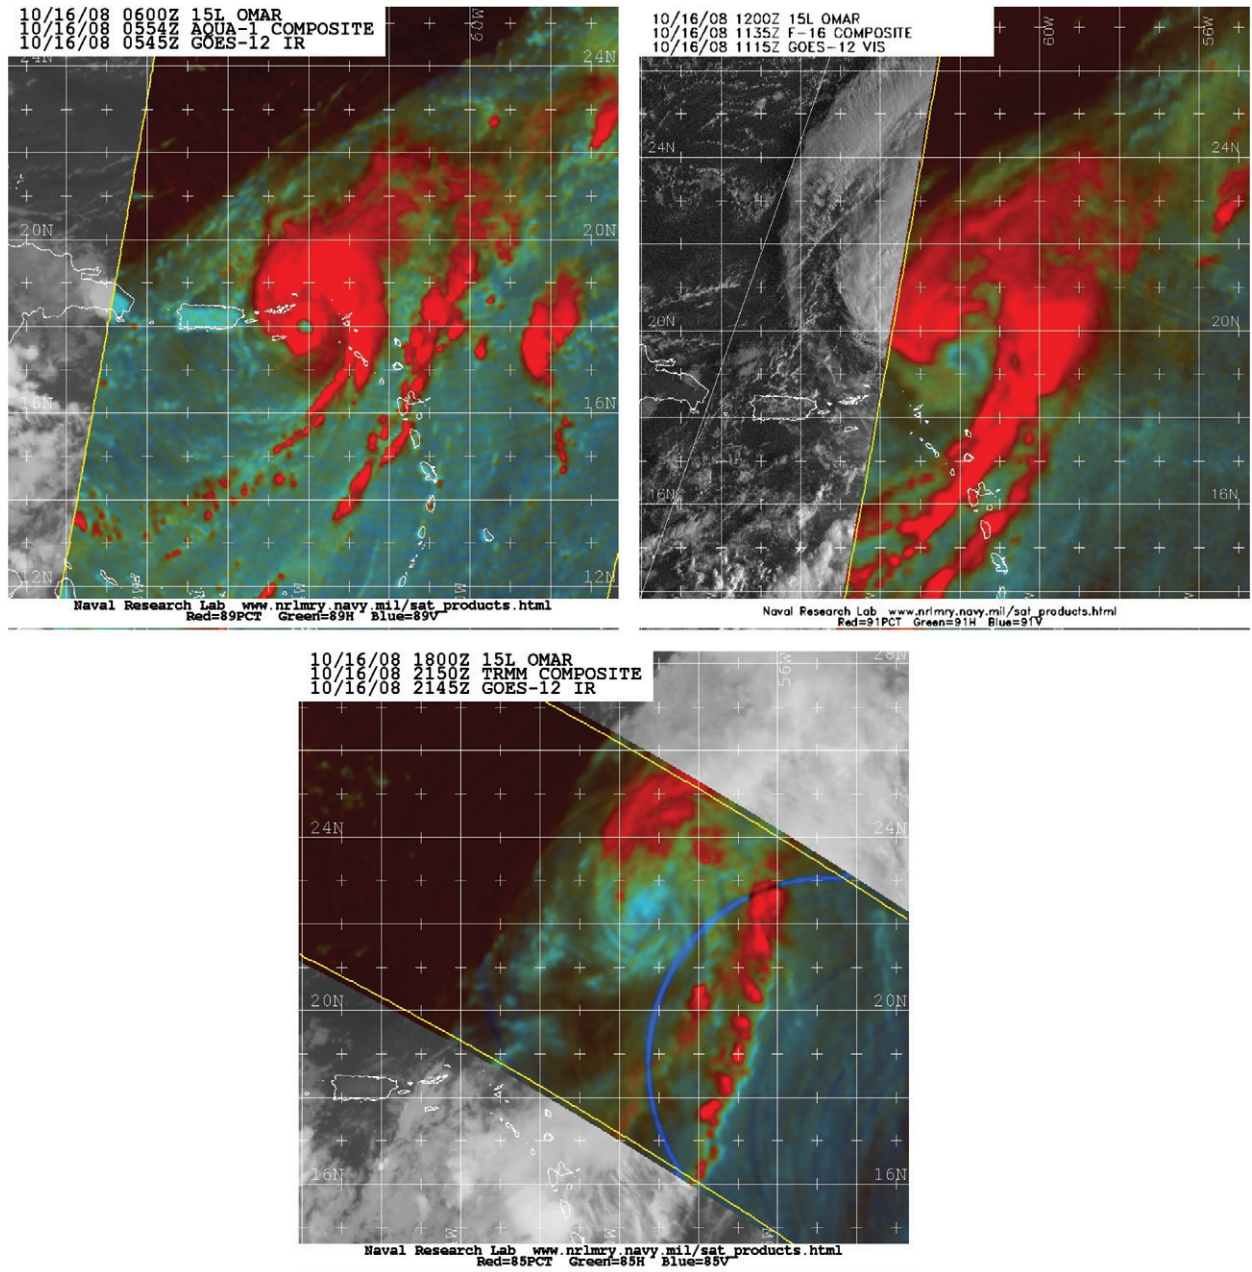 10/16/08 0600Z 15L OMAR
10/16/08 0554Z AQUA-1 COMPOSITE
10/16/08 0545Z GOES-12 IR
60W
24N
20N
20N
16N
16N
12N
12N
Naval Research Lab www.nrlmry.navy.mil/sat_products.html
Red=89PCT Green=89H Blue=89V
10/16/08 1200Z 15L OMAR
10/16/08 1135Z F-16 COMPOSITE
10/16/08 1115Z GOES-12 VIS
60W
56W
24N
24N
20N
20N
16N
16N
Naval Research Lab www.nrlmry.navy.mil/sat_products.html
Red=91PCT Green=91H Blue=91V
10/16/08 1800Z 15L OMAR
10/16/08 2150Z TRMM COMPOSITE
10/16/08 2145Z GOES-12 IR
56W
28N
24N
24N
20N
20N
16N
16N
Naval Research Lab www.nrlmry.navy.mil/sat_products.html
Red=85PCT Green=85H Blue=85V